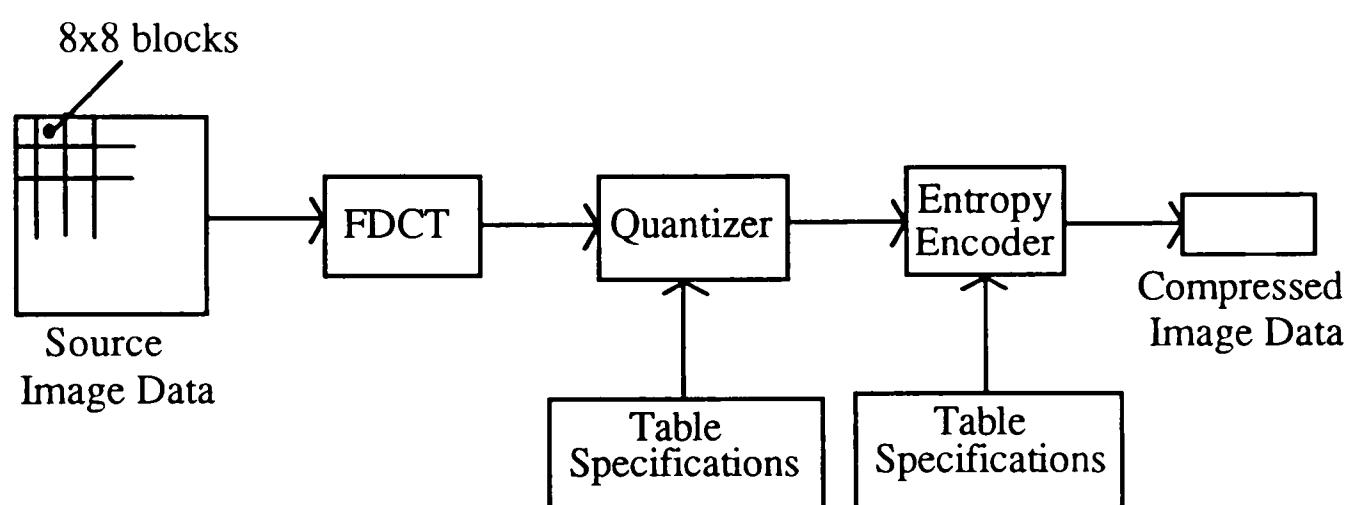 8x8 blocks
Source
Image Data
FDCT
Quantizer
Entropy
Encoder
Compressed
Image Data
Table
Specifications
Table
Specifications